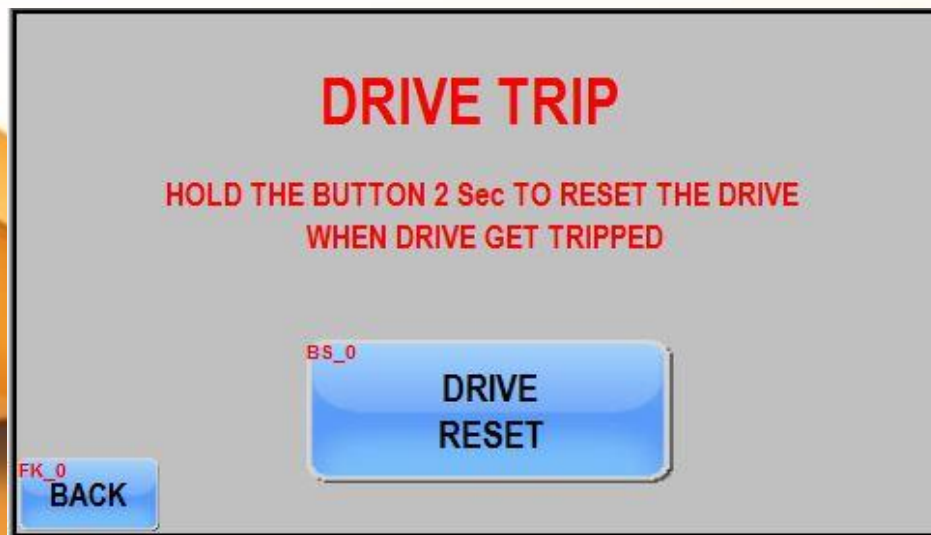 DRIVE TRIP
HOLD THE BUTTON 2 Sec TO RESET THE DRIVE
WHEN DRIVE GET TRIPPED
BS_0
DRIVE
RESET
FK_0
BACK